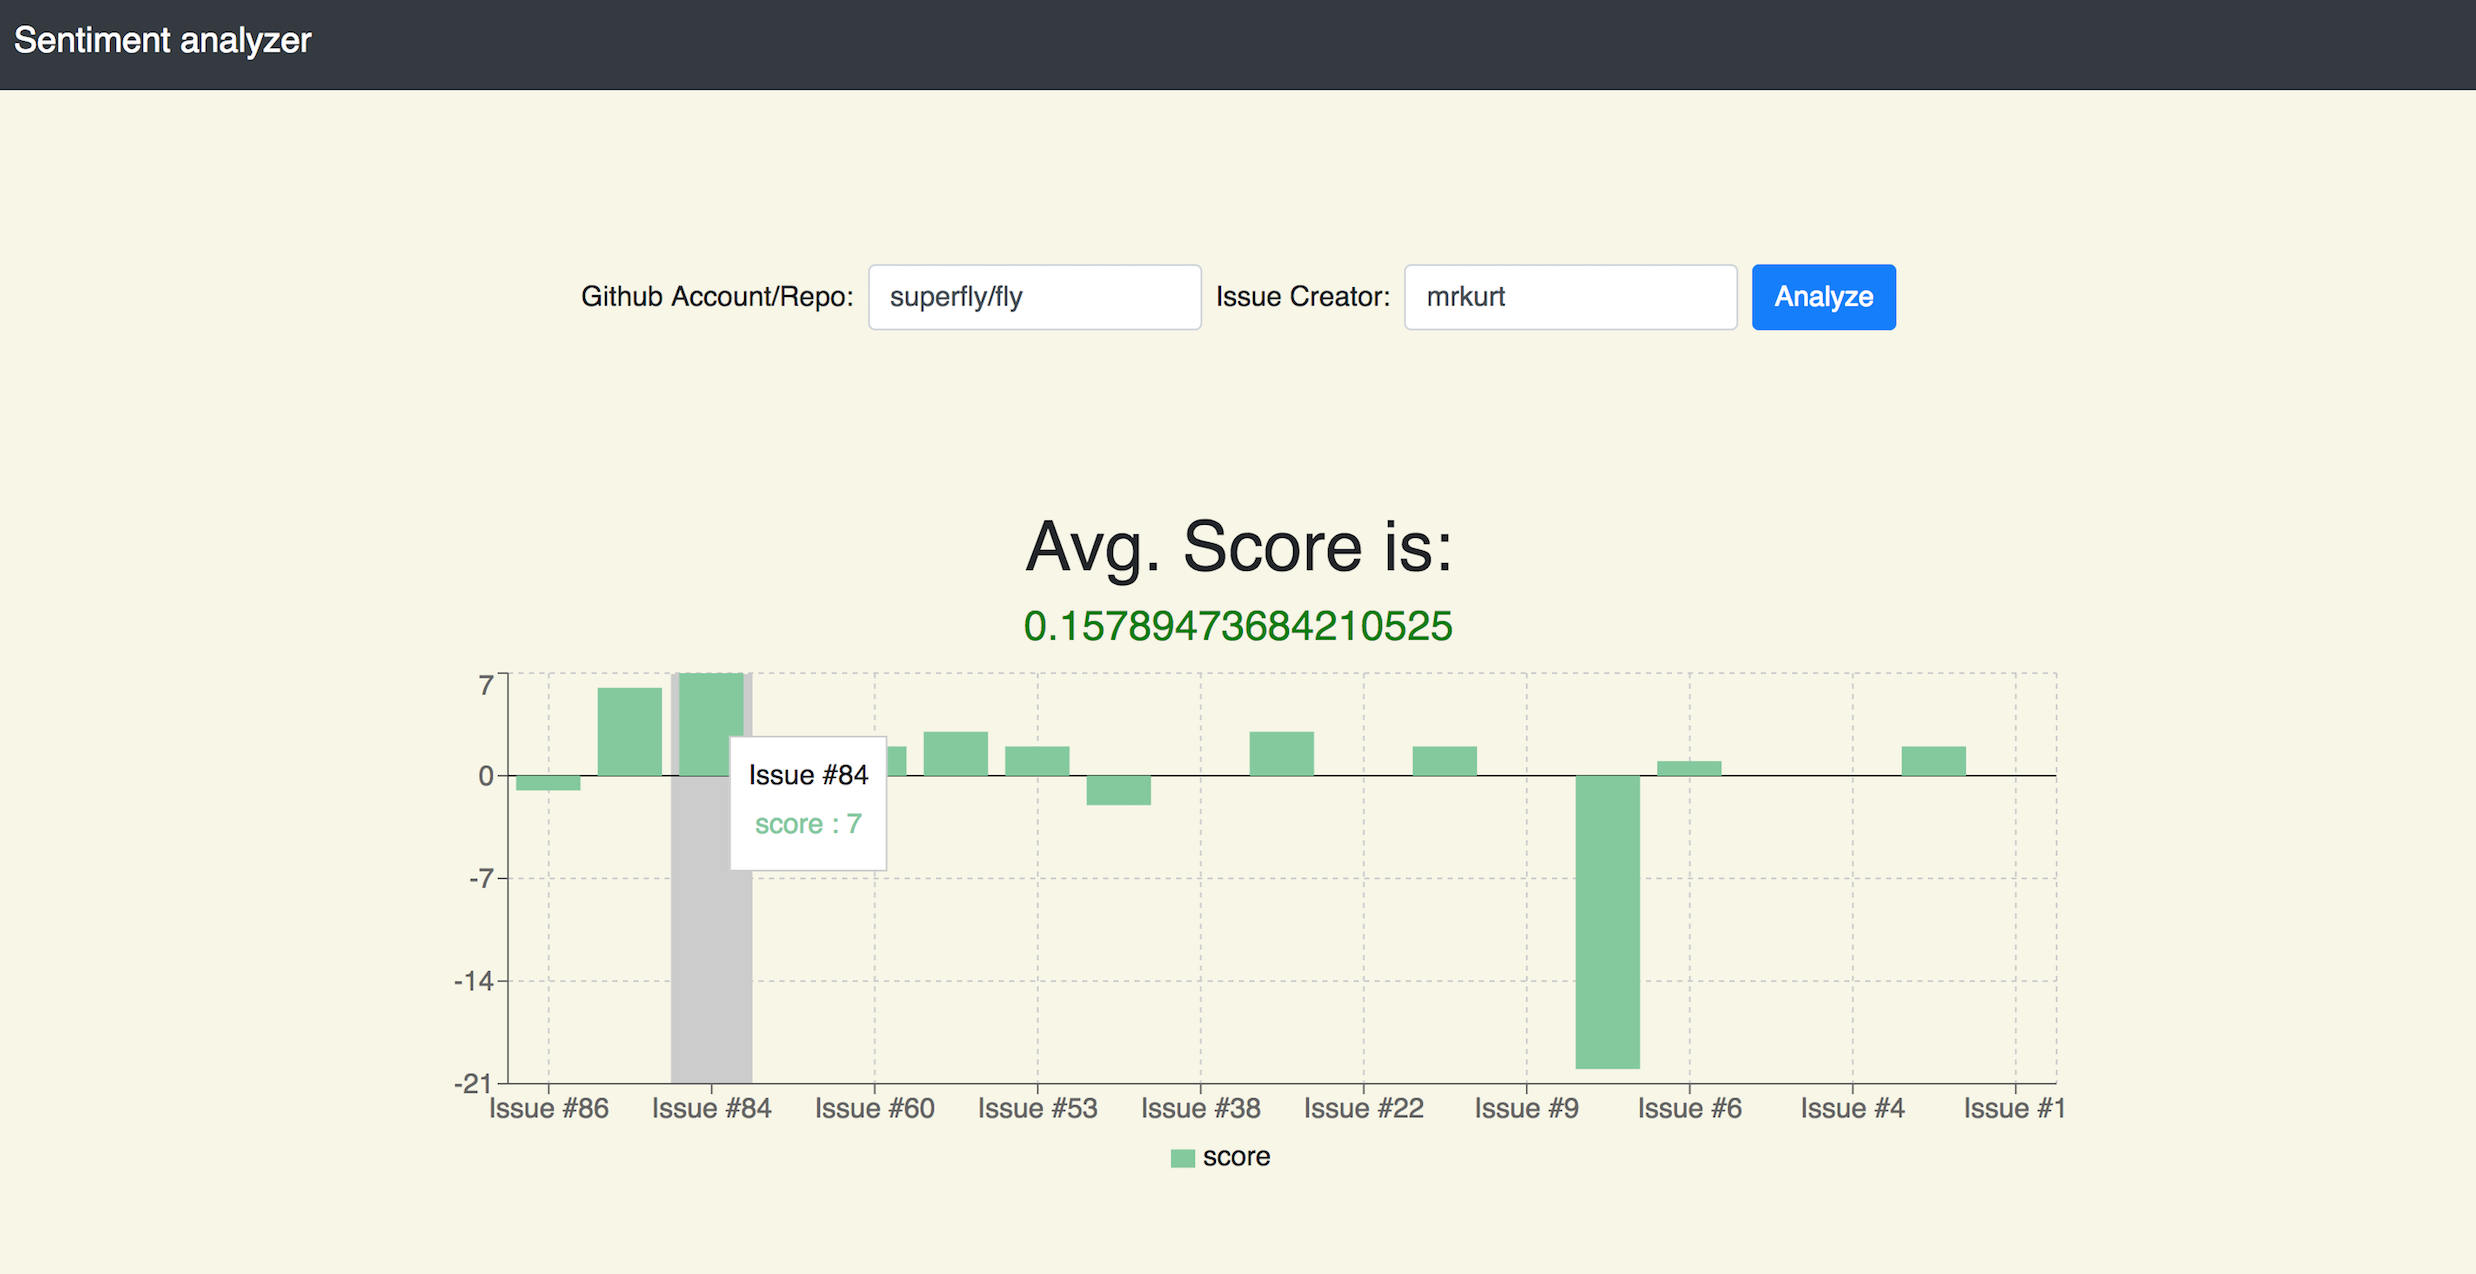 Sentiment analyzer
Github Account/Repo: superfly/fly Issue Creator: mrkurt Analyze
Avg. Score is:
0.15789473684210525
7
0
-7
-14
-21
Issue #84
score : 7
Issue #86 Issue #84 Issue #60 Issue #53 Issue #38 Issue #22 Issue #9 Issue #6 Issue #4 Issue #1
score